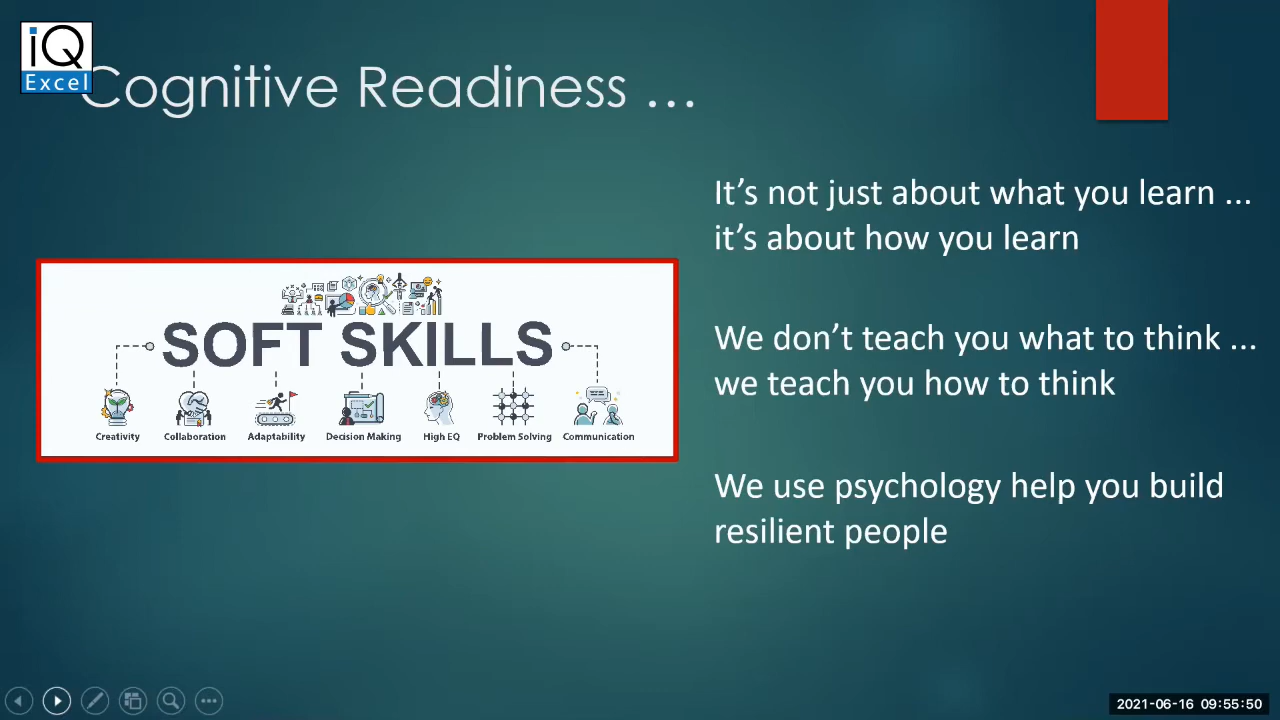 iQ
Excel
Cognitive Readiness …
It’s not just about what you learn ...
it’s about how you learn
We don’t teach you what to think ...
we teach you how to think
We use psychology help you build
resilient people
SOFT SKILLS
Creativity Collaboration Adaptability Decision Making High EQ Problem Solving Communication
2021-06-16 09:55:50